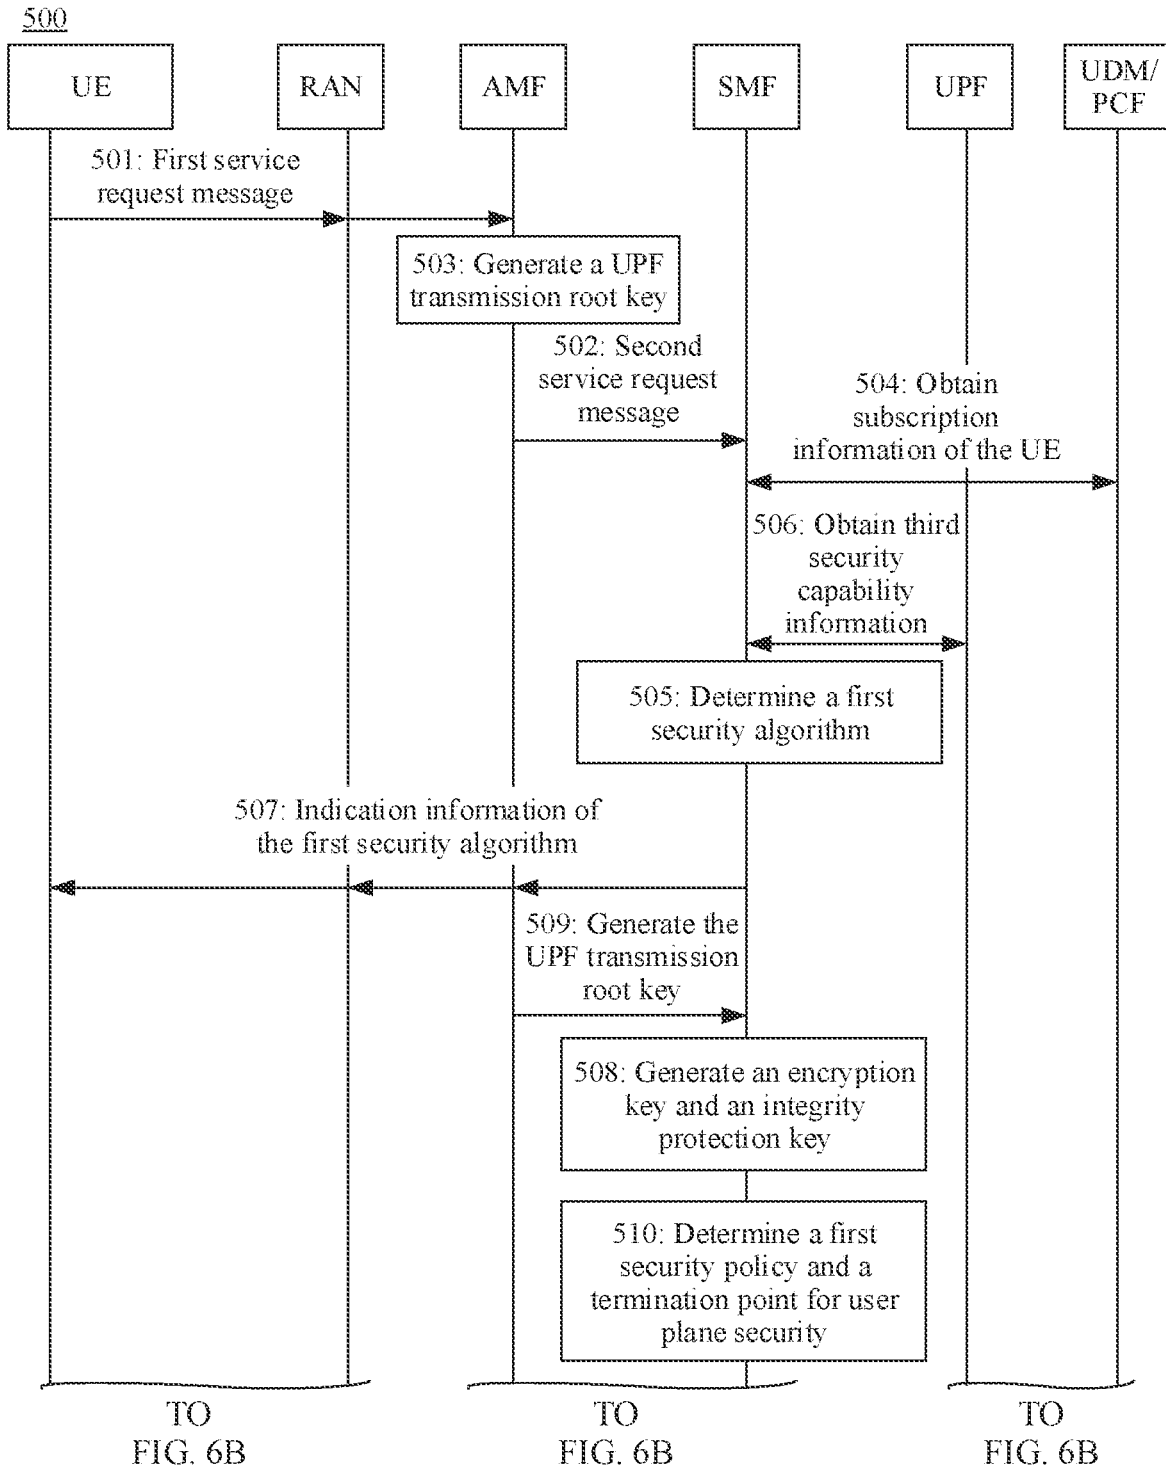 500
UE
RAN
AMF
SMF
UPF
UDM/
PCF
501: First service
request message
503: Generate a UPF
transmission root key
502: Second
service request
message
504: Obtain
subscription
information of the UE
506: Obtain third
security
capability
information
505: Determine a first
security algorithm
507: Indication information of
the first security algorithm
509: Generate the
UPF transmission
root key
508: Generate an encryption
key and an integrity
protection key
510: Determine a first
security policy and a
termination point for user
plane security
TO
FIG. 6B
TO
FIG. 6B
TO
FIG. 6B